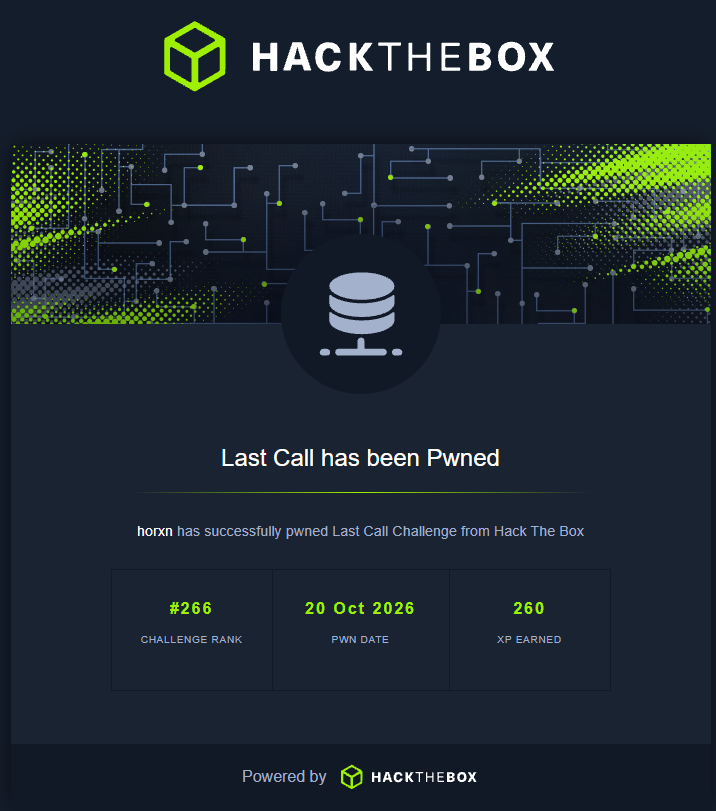 HACKTHEBOX
Last Call has been Pwned
horxn has successfully pwned Last Call Challenge from Hack The Box
#266
CHALLENGE RANK
20 Oct 2026
PWN DATE
260
XP EARNED
Powered by HACKTHEBOX